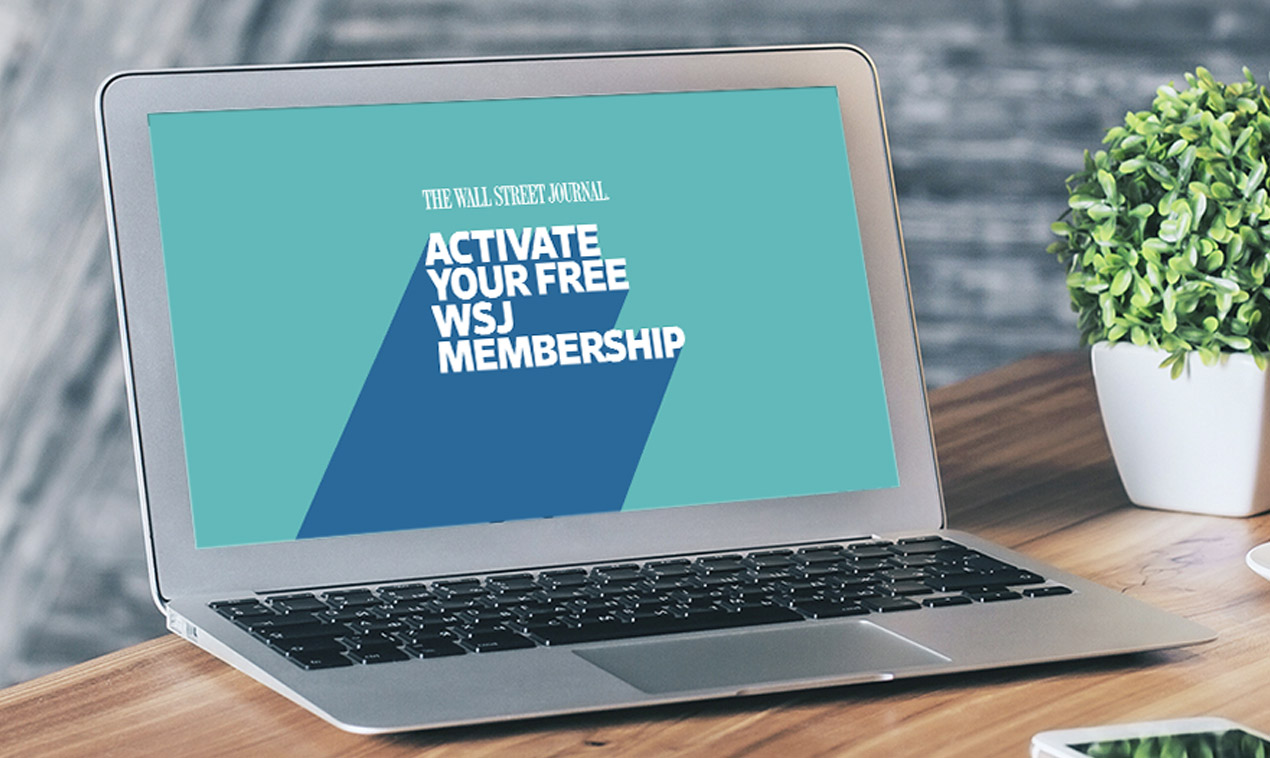 THE WALL STREET JOURNAL.
ACTIVATE
YOUR FREE
WSJ
MEMBERSHIP